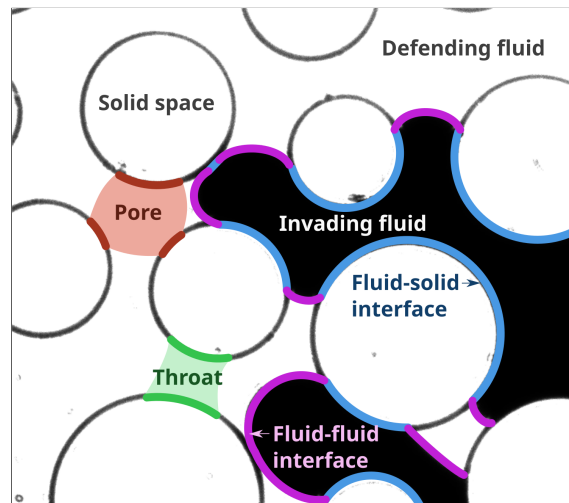 Defending fluid
Solid space
Pore
Invading fluid
Fluid-solid
interface
Throat
Fluid-fluid
interface